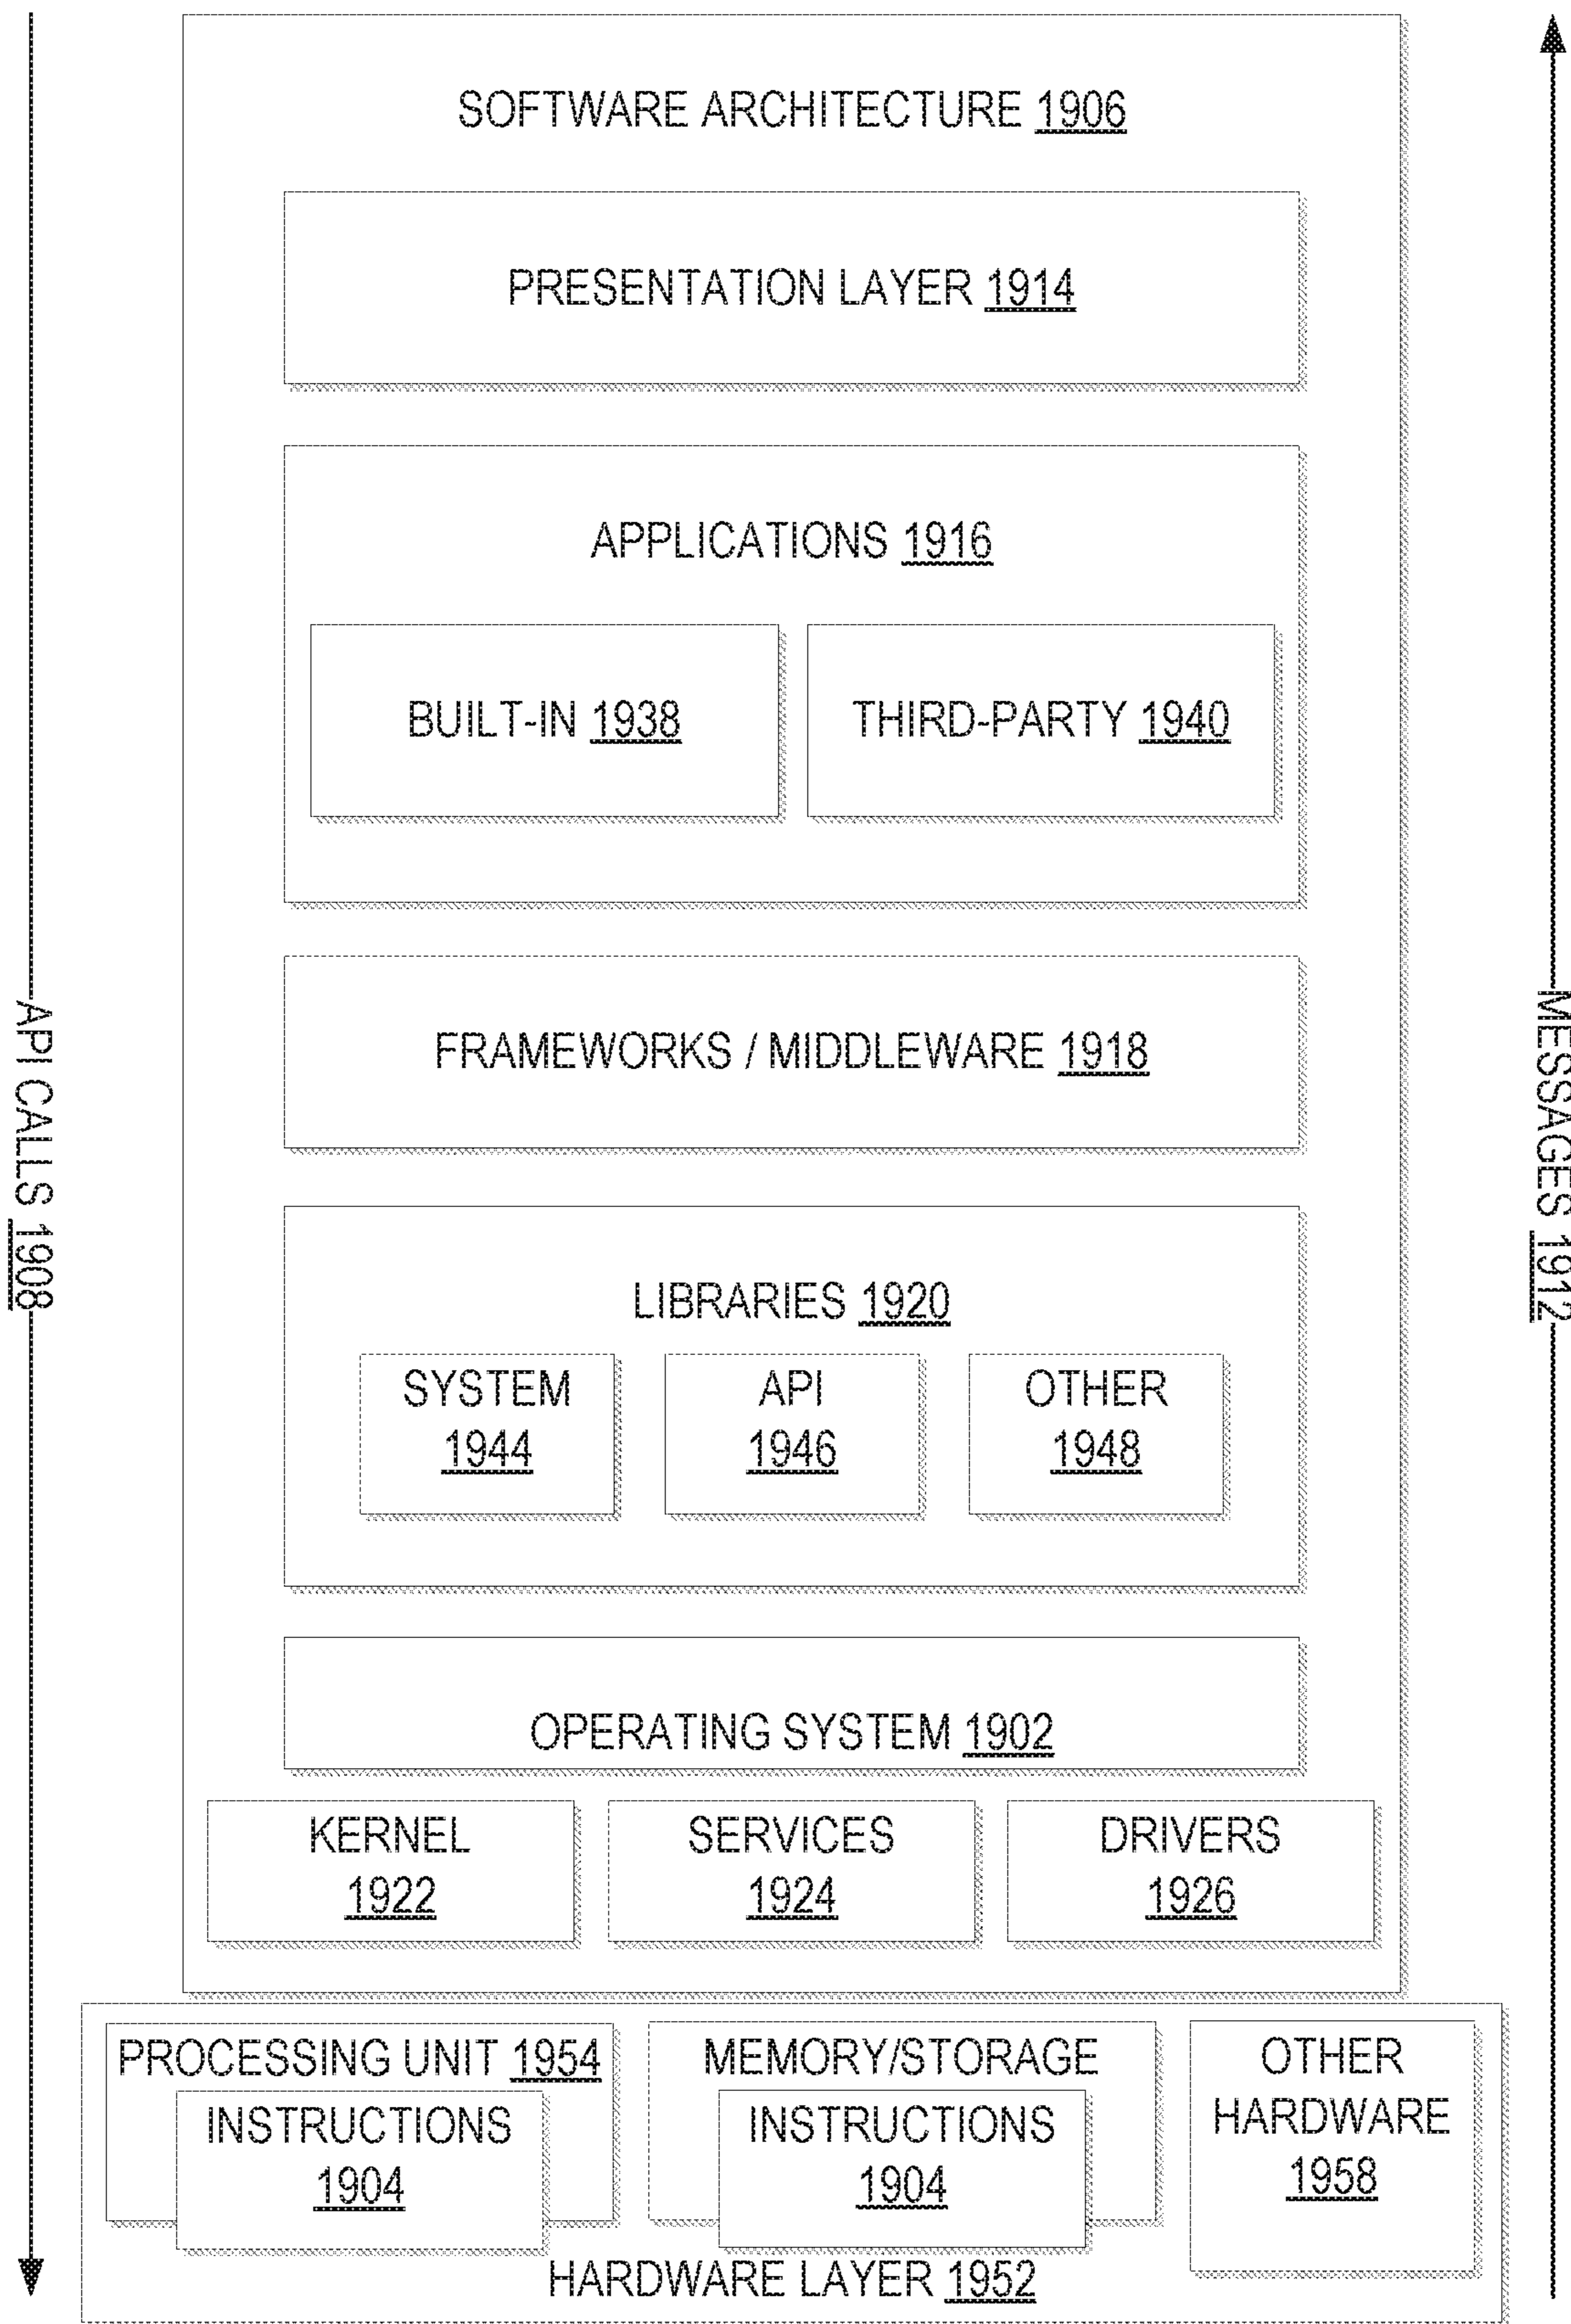 SOFTWARE ARCHITECTURE 1906
PRESENTATION LAYER 1914
APPLICATIONS 1916
BUILT-IN 1938
THIRD-PARTY 1940
FRAMEWORKS / MIDDLEWARE 1918
API CALLS 1908
MESSAGES 1912
LIBRARIES 1920
SYSTEM
1944
API
1946
OTHER
1948
OPERATING SYSTEM 1902
KERNEL
1922
SERVICES
1924
DRIVERS
1926
PROCESSING UNIT 1954
INSTRUCTIONS
1904
MEMORY/STORAGE
INSTRUCTIONS
1904
OTHER
HARDWARE
1958
HARDWARE LAYER 1952